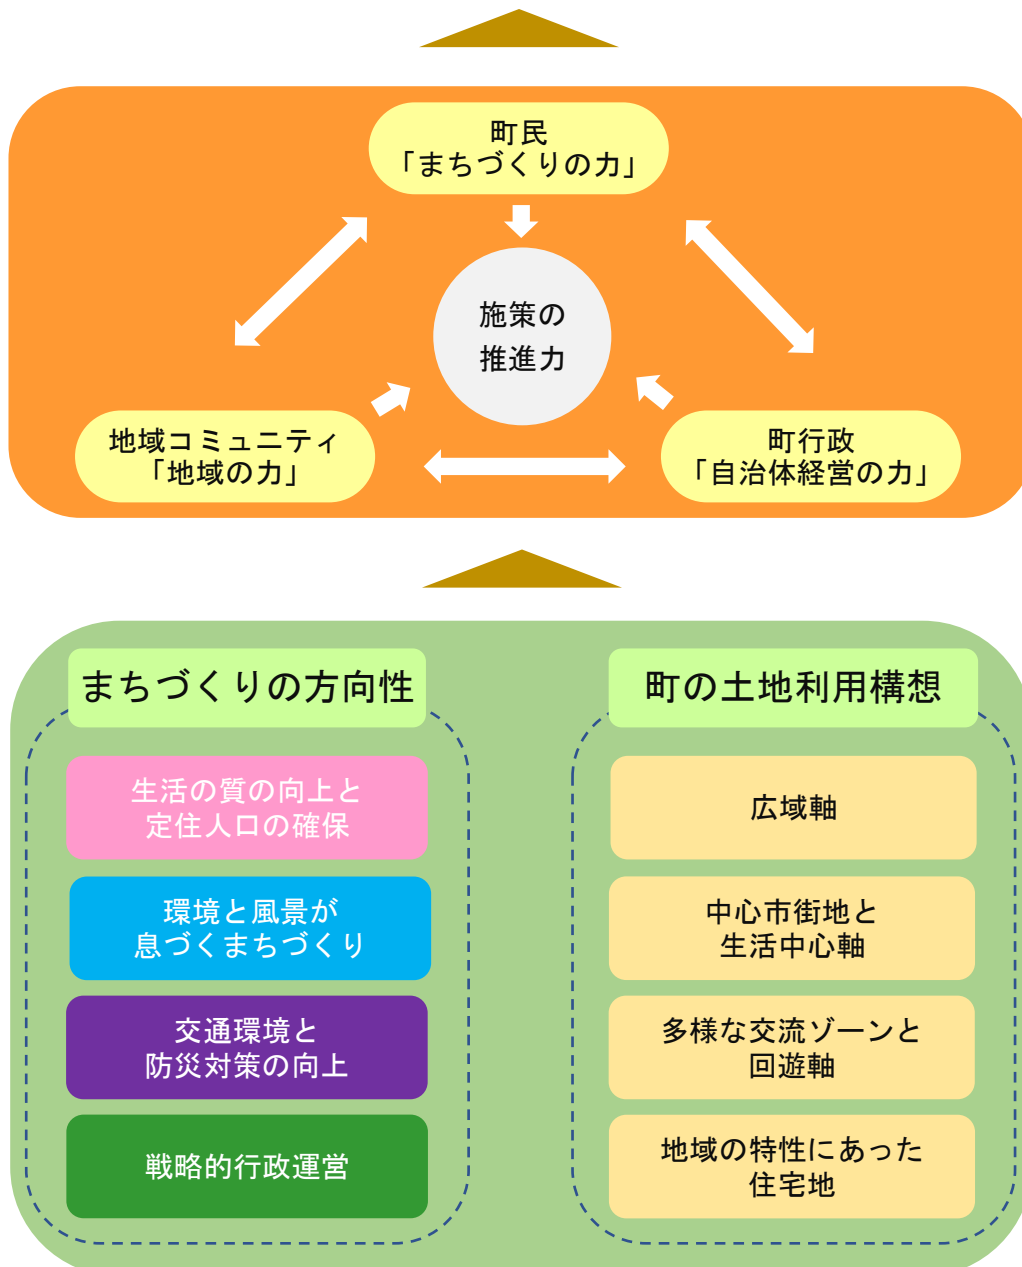 町民
「まちづくりの力」
施策の
推進力
地域コミュニティ
「地域の力」
町行政
「自治体経営の力」
まちづくりの方向性
生活の質の向上と
定住人口の確保
環境と風景が
息づくまちづくり
交通環境と
防災対策の向上
戦略的行政運営
町の土地利用構想
広域軸
中心市街地と
生活中心軸
多様な交流ゾーンと
回遊軸
地域の特性にあった
住宅地